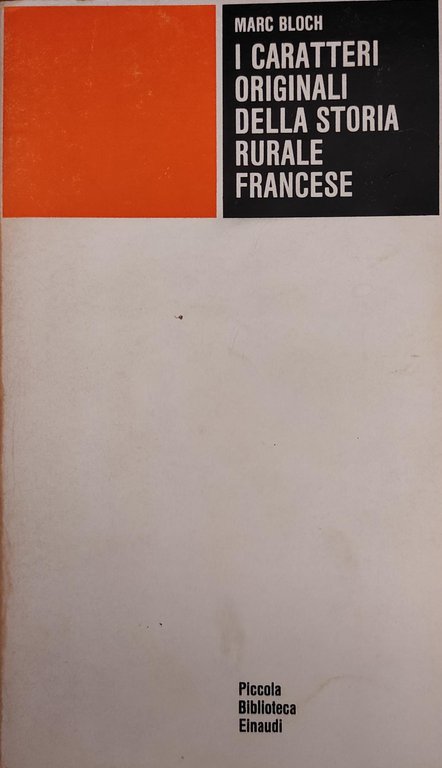 MARC BLOCH
I CARATTERI
ORIGINALI
DELLA STORIA
RURALE
FRANCESE
Piccola
Biblioteca
Einaudi